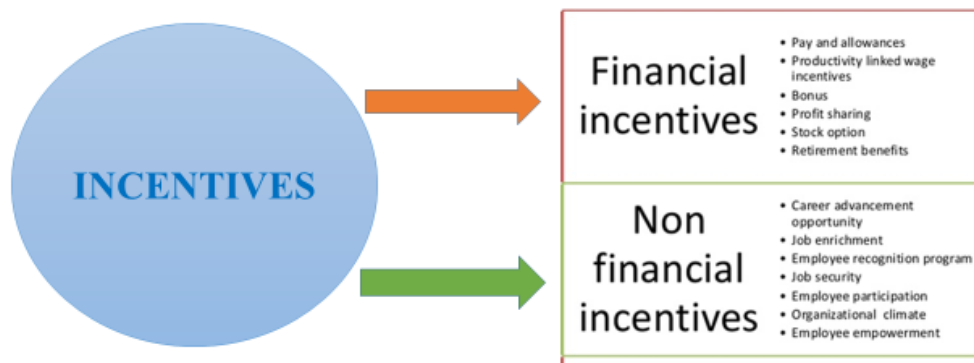 INCENTIVES
Financial
incentives
• Pay and allowances
• Productivity linked wage
incentives
• Bonus
• Profit sharing
• Stock option
• Retirement benefits
Non
financial
incentives
• Career advancement
opportunity
• Job enrichment
• Employee recognition program
• Job security
• Employee participation
• Organizational climate
• Employee empowerment